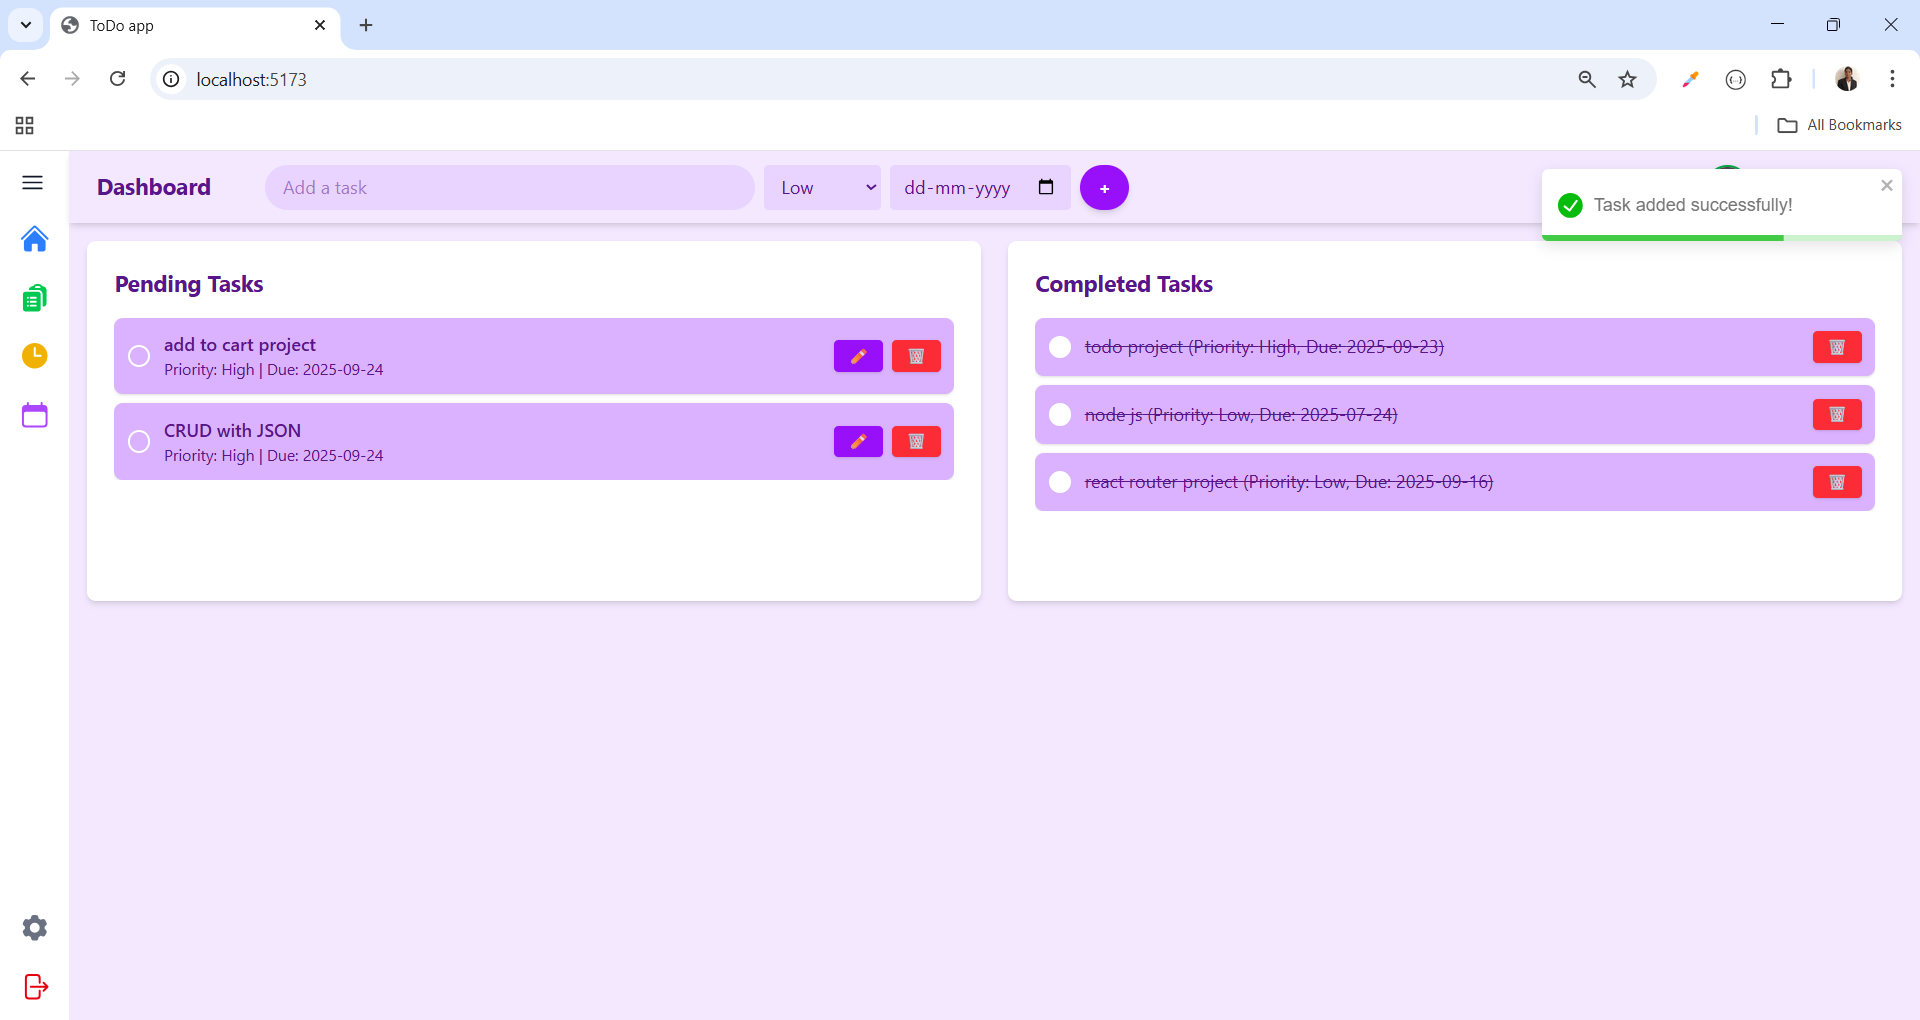 ToDo app
localhost:5173
All Bookmarks
Dashboard
Add a task
Low
dd-mm-yyyy
+
Task added successfully!
Pending Tasks
add to cart project
Priority: High | Due: 2025-09-24
CRUD with JSON
Priority: High | Due: 2025-09-24
Completed Tasks
todo project (Priority: High, Due: 2025-09-23)
node js (Priority: Low, Due: 2025-07-24)
react router project (Priority: Low, Due: 2025-09-16)